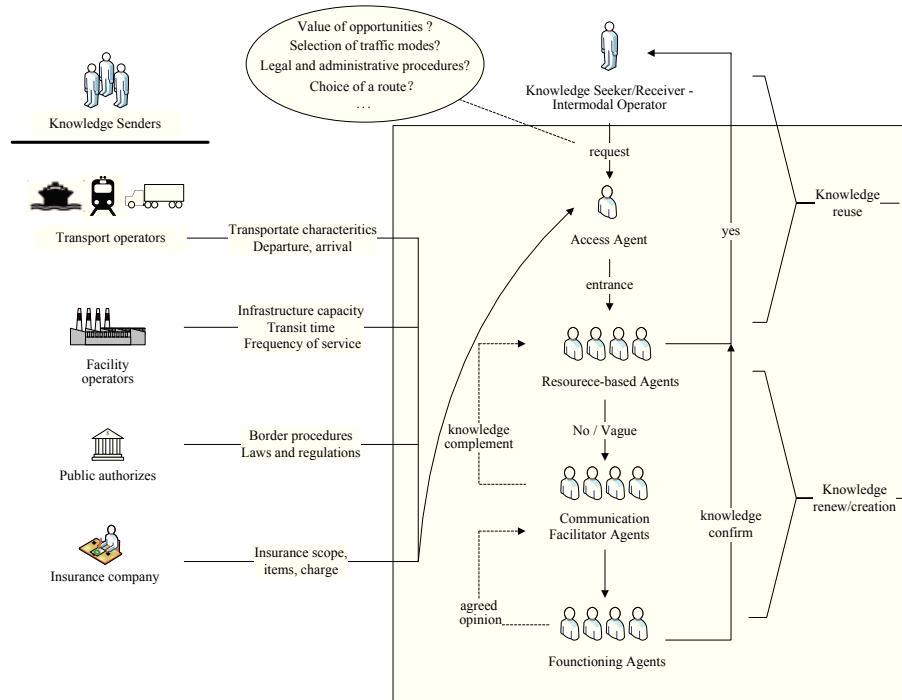 Value of opportunities ?
Selection of traffic modes?
Legal and administrative procedures?
Choice of a route?
...
Knowledge Senders
Knowledge Seeker/Receiver -
Intermodal Operator
request
Access Agent
entrance
Transport operators
Transportate characteritics
Departure, arrival
yes
Knowledge
reuse
Facility
operators
Infrastructure capacity
Transit time
Frequency of service
Resourece-based Agents
knowledge
complement
No / Vague
Public authorizes
Border procedures
Laws and regulations
Communication
Facilitator Agents
knowledge
confirm
Knowledge
renew/creation
Insurance company
Insurance scope,
items, charge
agreed
opinion
Founctioning Agents